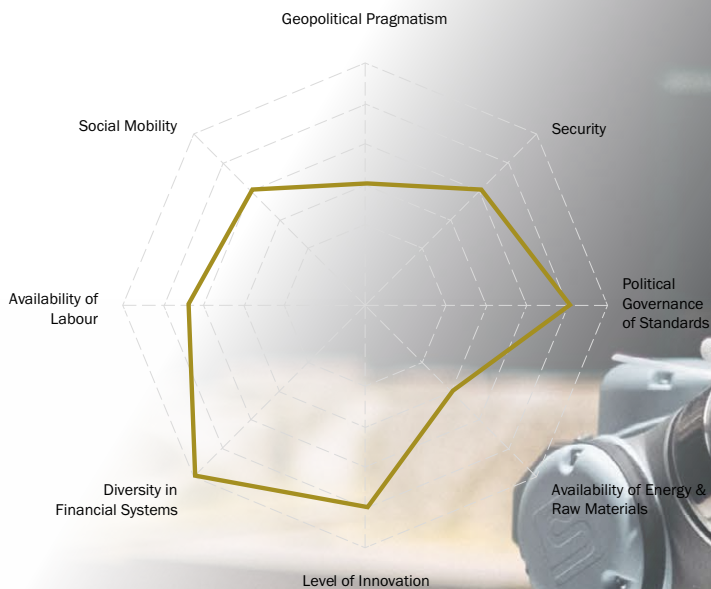 Geopolitical Pragmatism
Social Mobility
Security
Availability of
Labour
Political
Governance
of Standards
Diversity in
Financial Systems
Availability of Energy &
Raw Materials
Level of Innovation